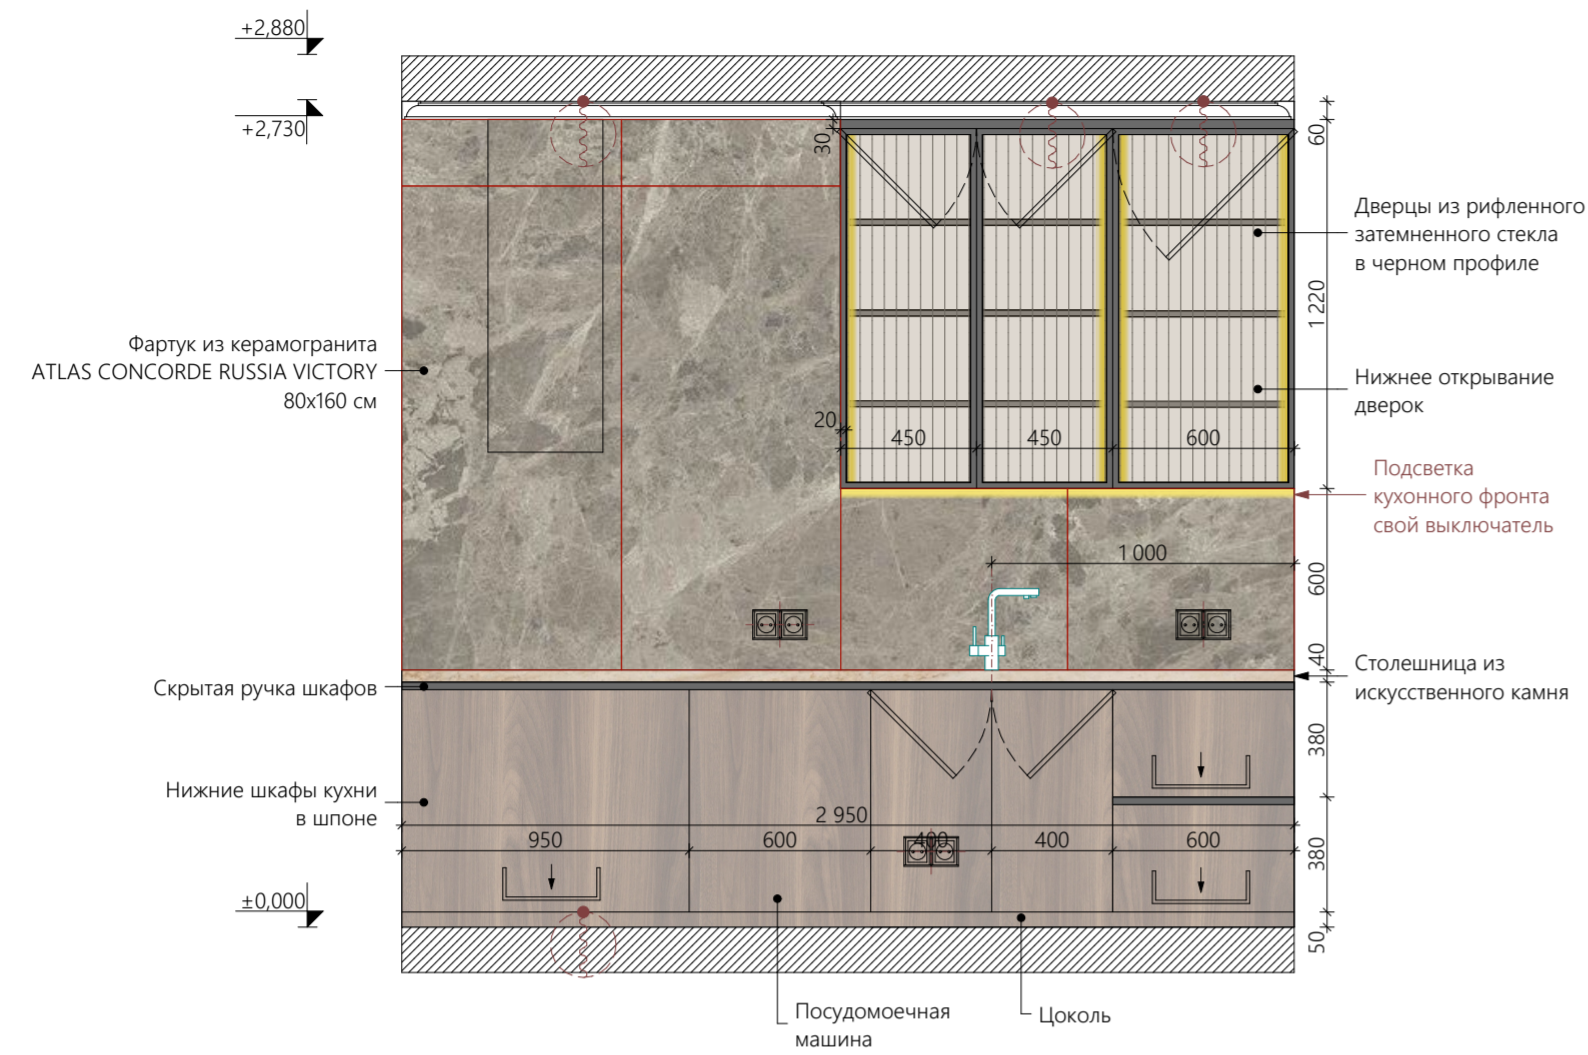 +2,880
+2,730
30
60
Дверцы из рифленного
затемненного стекла
в черном профиле
1 220
Фартук из керамогранита
ATLAS CONCORDE RUSSIA VICTORY
80x160 см
Нижнее открывание
дверок
20
450
450
600
Подсветка
кухонного фронта
свой выключатель
1 000
600
40
Столешница из
искусственного камня
Скрытая ручка шкафов
380
Нижние шкафы кухни
в шпоне
2 950
950
600
400
400
600
380
±0,000
50
Посудомоечная
машина
Цоколь